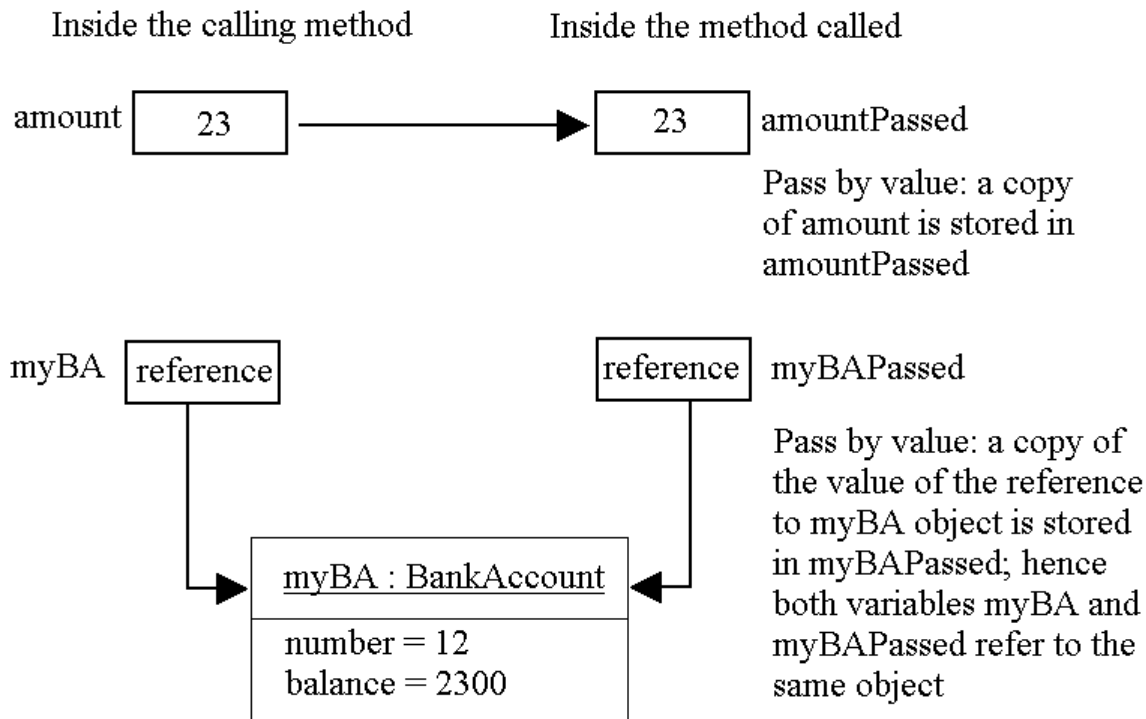 Inside the calling method
Inside the method called
amount
23
23
amountPassed
Pass by value: a copy
of amount is stored in
amountPassed
myBA
reference
reference
myBAPassed
Pass by value: a copy of
the value of the reference
to myBA object is stored
in myBAPassed; hence
both variables myBA and
myBAPassed refer to the
same object
myBA : BankAccount
number = 12
balance = 2300